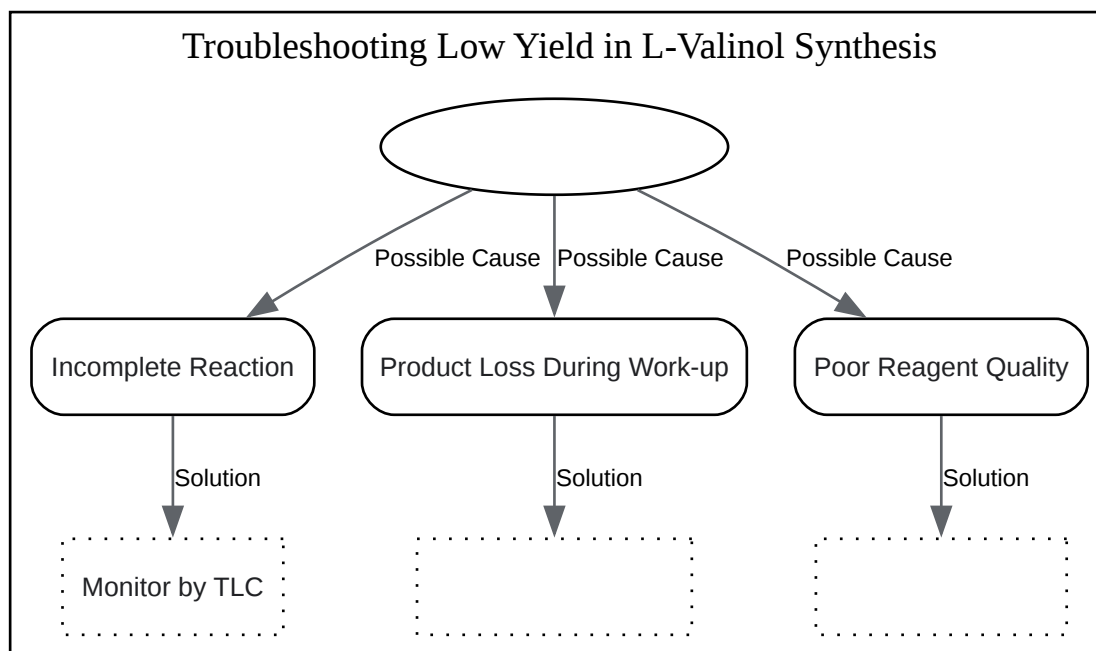 Troubleshooting Low Yield in L-Valinol Synthesis
Possible Cause
Possible Cause
Possible Cause
Incomplete Reaction
Product Loss During Work-up
Poor Reagent Quality
Solution
Solution
Solution
Monitor by TLC